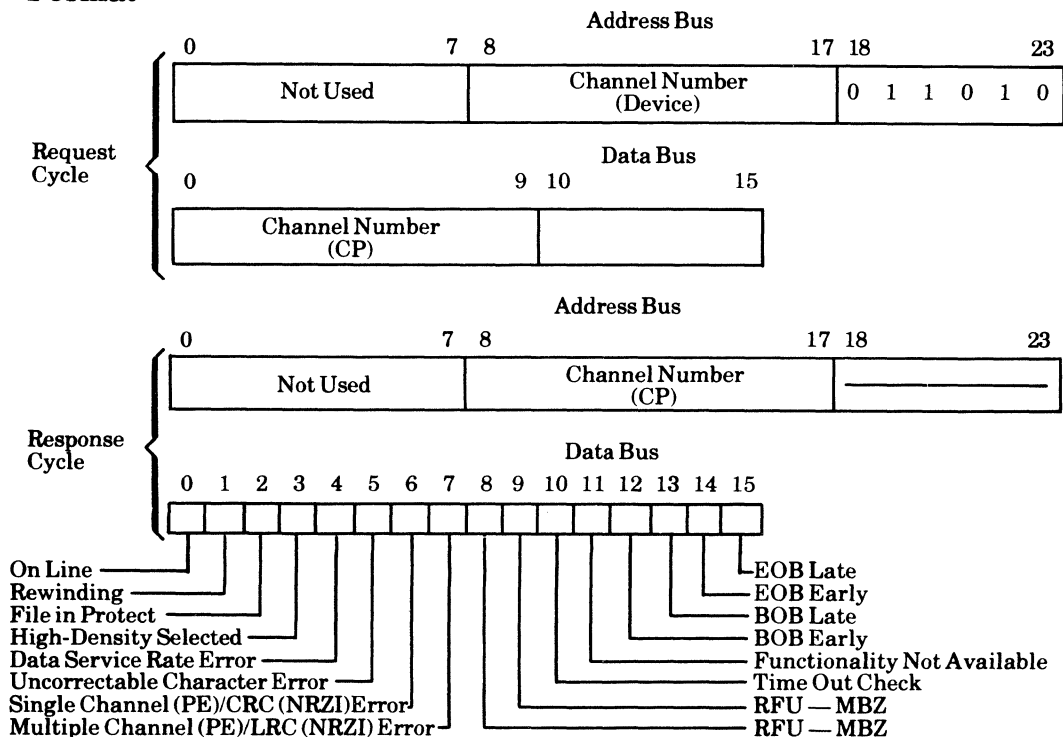 Address Bus
0 7 8 17 18 23
Not Used Channel Number (Device) 0 1 1 0 1 0
Request Cycle
Data Bus
0 9 10 15
Channel Number (CP)
Address Bus
0 7 8 17 18 23
Not Used Channel Number (CP)
Response Cycle
Data Bus
0 1 2 3 4 5 6 7 8 9 10 11 12 13 14 15
On Line
Rewinding
File in Protect
High-Density Selected
Data Service Rate Error
Uncorrectable Character Error
Single Channel (PE)/CRC (NRZI)Error
Multiple Channel (PE)/LRC (NRZI) Error
EOB Late
EOB Early
BOB Late
BOB Early
Functionality Not Available
Time Out Check
RFU — MBZ
RFU — MBZ